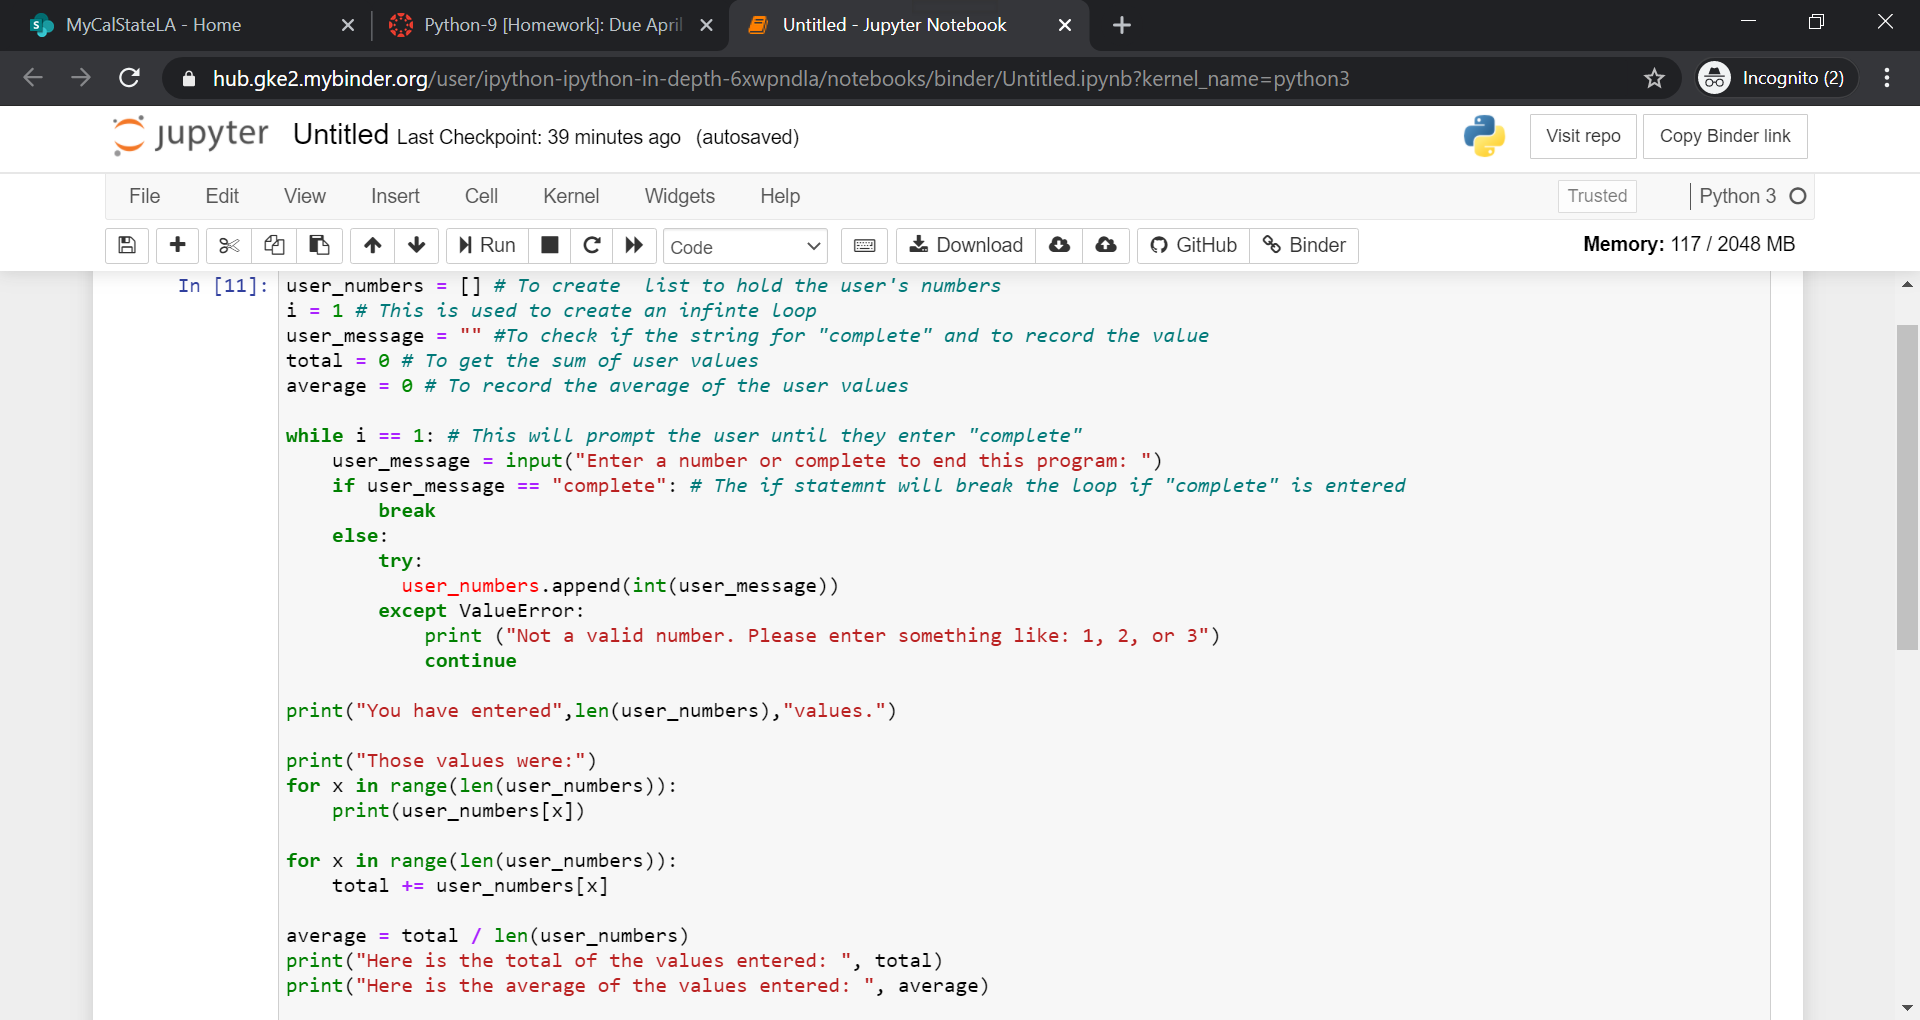 MyCalStateLA - Home
Python-9 [Homework]: Due April
Untitled - Jupyter Notebook
hub.gke2.mybinder.org/user/ipython-ipython-in-depth-6xwpndla/notebooks/binder/Untitled.ipynb?kernel_name=python3
Incognito (2)
jupyter Untitled Last Checkpoint: 39 minutes ago (autosaved)
Visit repo
Copy Binder link
File Edit View Insert Cell Kernel Widgets Help
Trusted
Python 3
Run
Code
Download
GitHub
Binder
Memory: 117 / 2048 MB
In [11]: user_numbers = [] # To create  list to hold the user's numbers
i = 1 # This is used to create an infinte loop
user_message = "" #To check if the string for "complete" and to record the value
total = 0 # To get the sum of user values
average = 0 # To record the average of the user values
while i == 1: # This will prompt the user until they enter "complete"
    user_message = input("Enter a number or complete to end this program: ")
    if user_message == "complete": # The if statemnt will break the loop if "complete" is entered
        break
    else:
        try:
          user_numbers.append(int(user_message))
        except ValueError:
            print ("Not a valid number. Please enter something like: 1, 2, or 3")
            continue
print("You have entered",len(user_numbers),"values.")
print("Those values were:")
for x in range(len(user_numbers)):
    print(user_numbers[x])
for x in range(len(user_numbers)):
    total += user_numbers[x]
average = total / len(user_numbers)
print("Here is the total of the values entered: ", total)
print("Here is the average of the values entered: ", average)